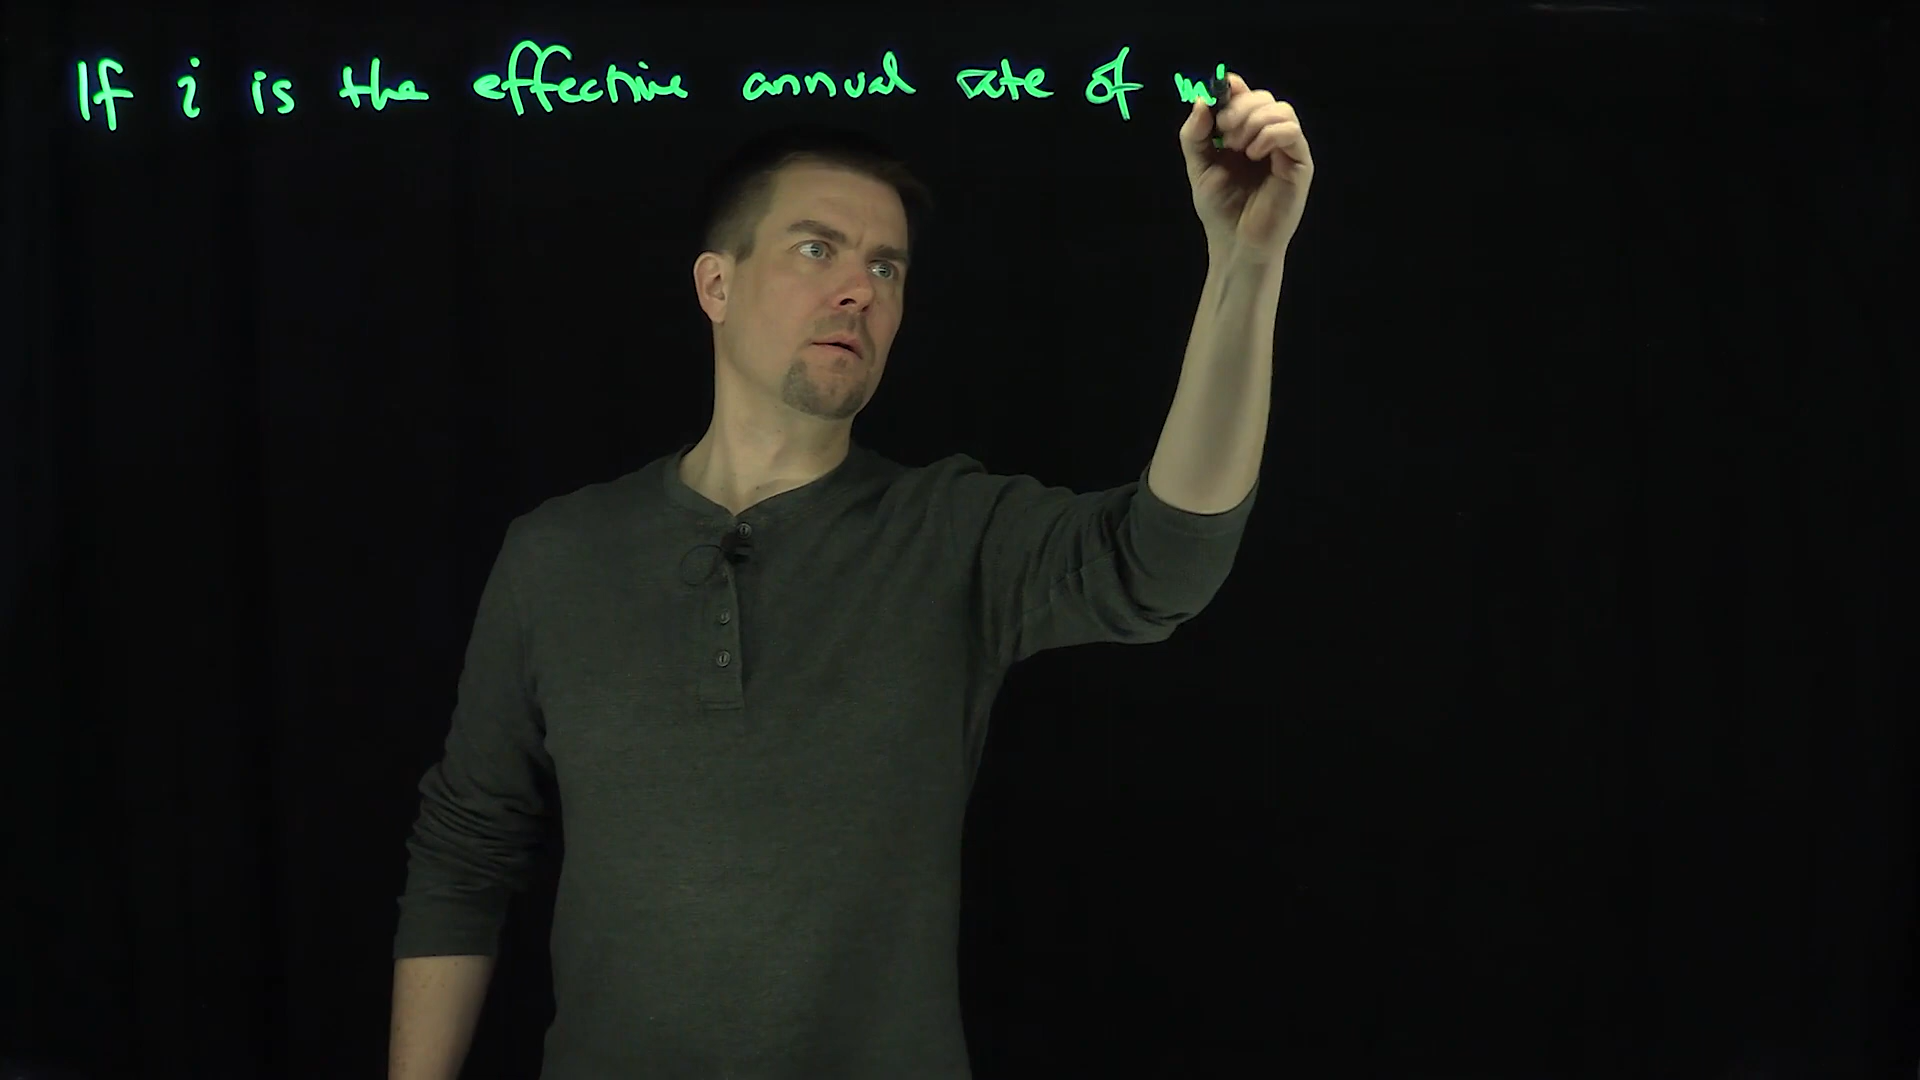 If i is the effective annual rate of